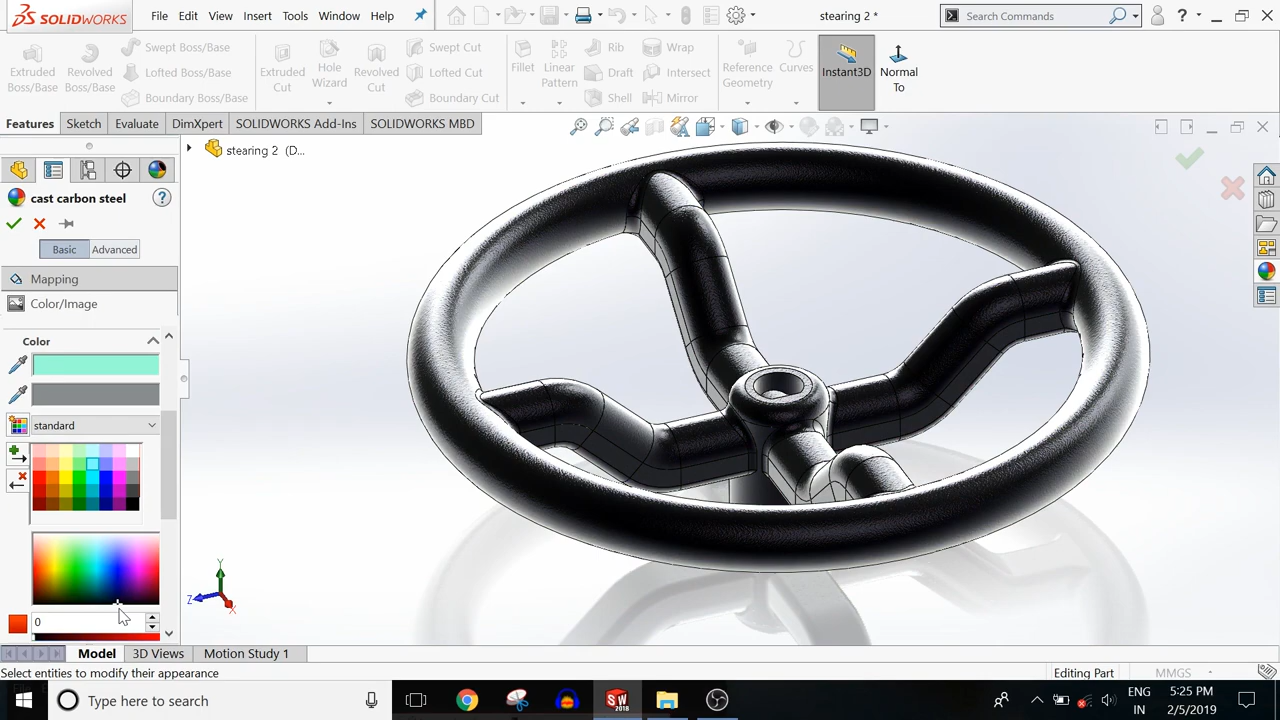 SOLIDWORKS File Edit View Insert Tools Window Help stearing 2 * Search Commands ?
Extruded Boss/Base
Revolved Boss/Base
Swept Boss/Base
Lofted Boss/Base
Boundary Boss/Base
Extruded Cut
Hole Wizard
Revolved Cut
Swept Cut
Lofted Cut
Boundary Cut
Fillet
Linear Pattern
Rib
Draft
Shell
Wrap
Intersect
Mirror
Reference Geometry
Curves
Instant3D
Normal To
Features Sketch Evaluate DimXpert SOLIDWORKS Add-Ins SOLIDWORKS MBD
stearing 2 (D...
cast carbon steel ?
Basic Advanced
Mapping
Color/Image
Color
standard
0
Y
Z
X
Model 3D Views Motion Study 1
Select entities to modify their appearance Editing Part MMGS
Type here to search
SW 2018
ENG
IN
5:25 PM
2/5/2019